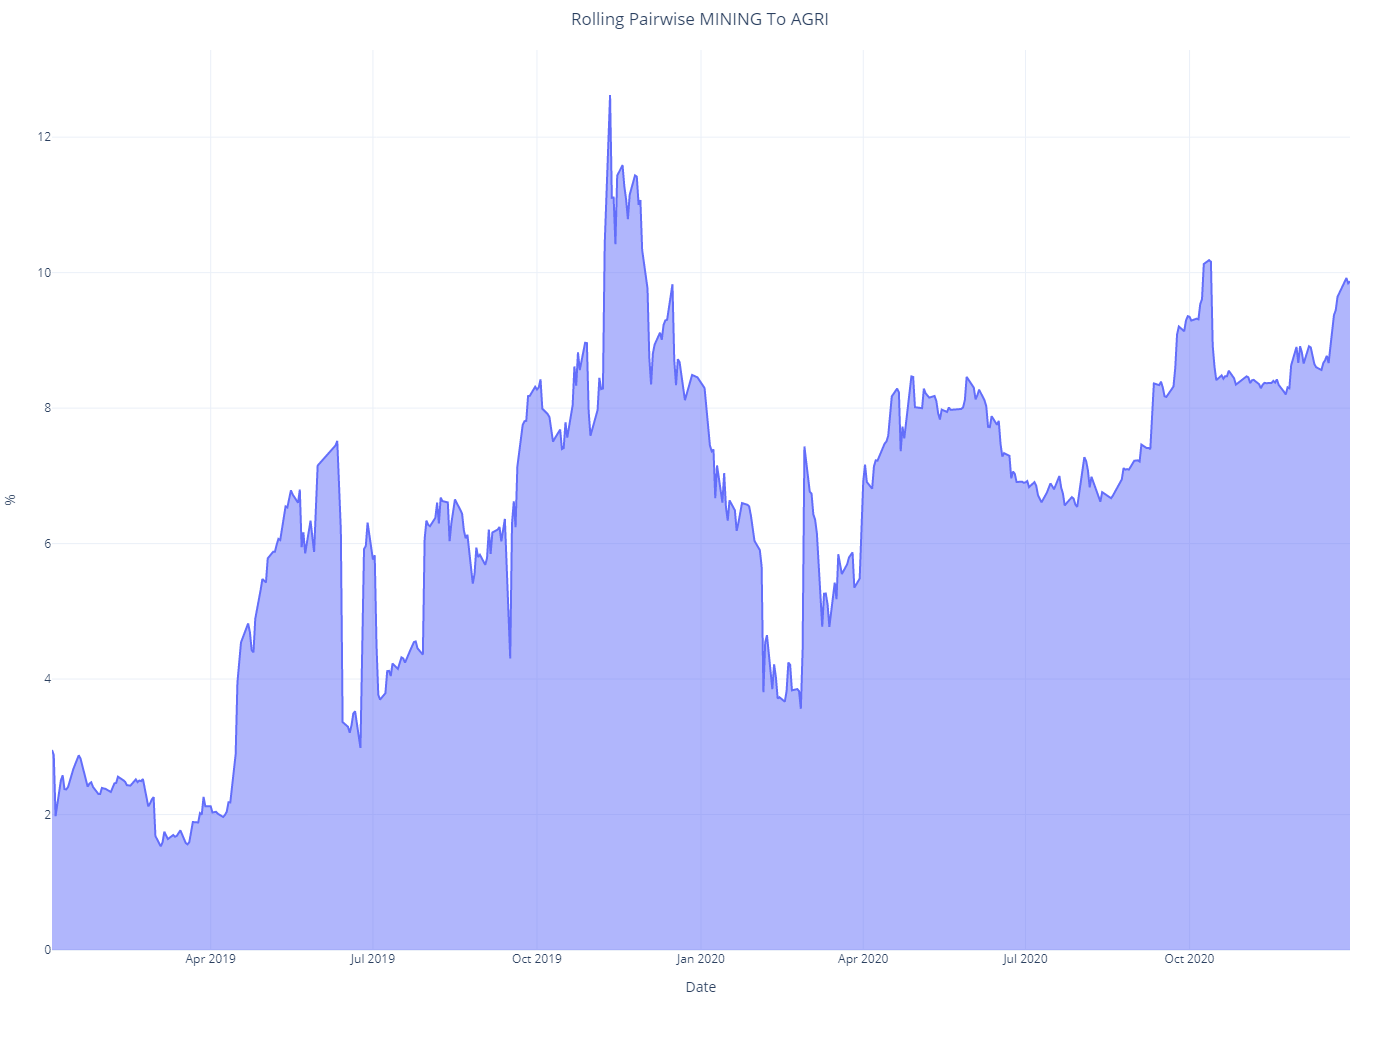 Rolling Pairwise MINING To AGRI
%
12
10
8
6
4
2
0
Apr 2019
Jul 2019
Oct 2019
Jan 2020
Apr 2020
Jul 2020
Oct 2020
Date